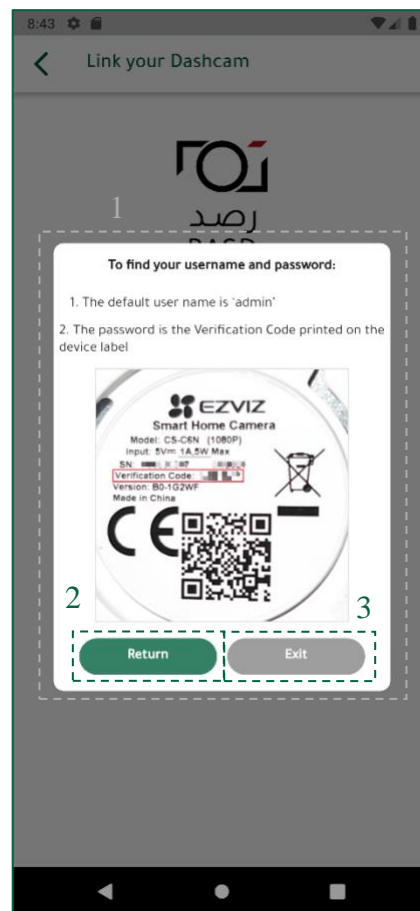 8:43
Link your Dashcam
رصد
1
To find your username and password:
1. The default user name is `admin'
2. The password is the Verification Code printed on the
device label
EZVIZ
Smart Home Camera
Model: CS-C6N (1080P)
Input: 5V⎓ 1A,5W Max
SN:
Verification Code:
Version: B0-1G2WF
Made in China
CE
2
3
Return
Exit